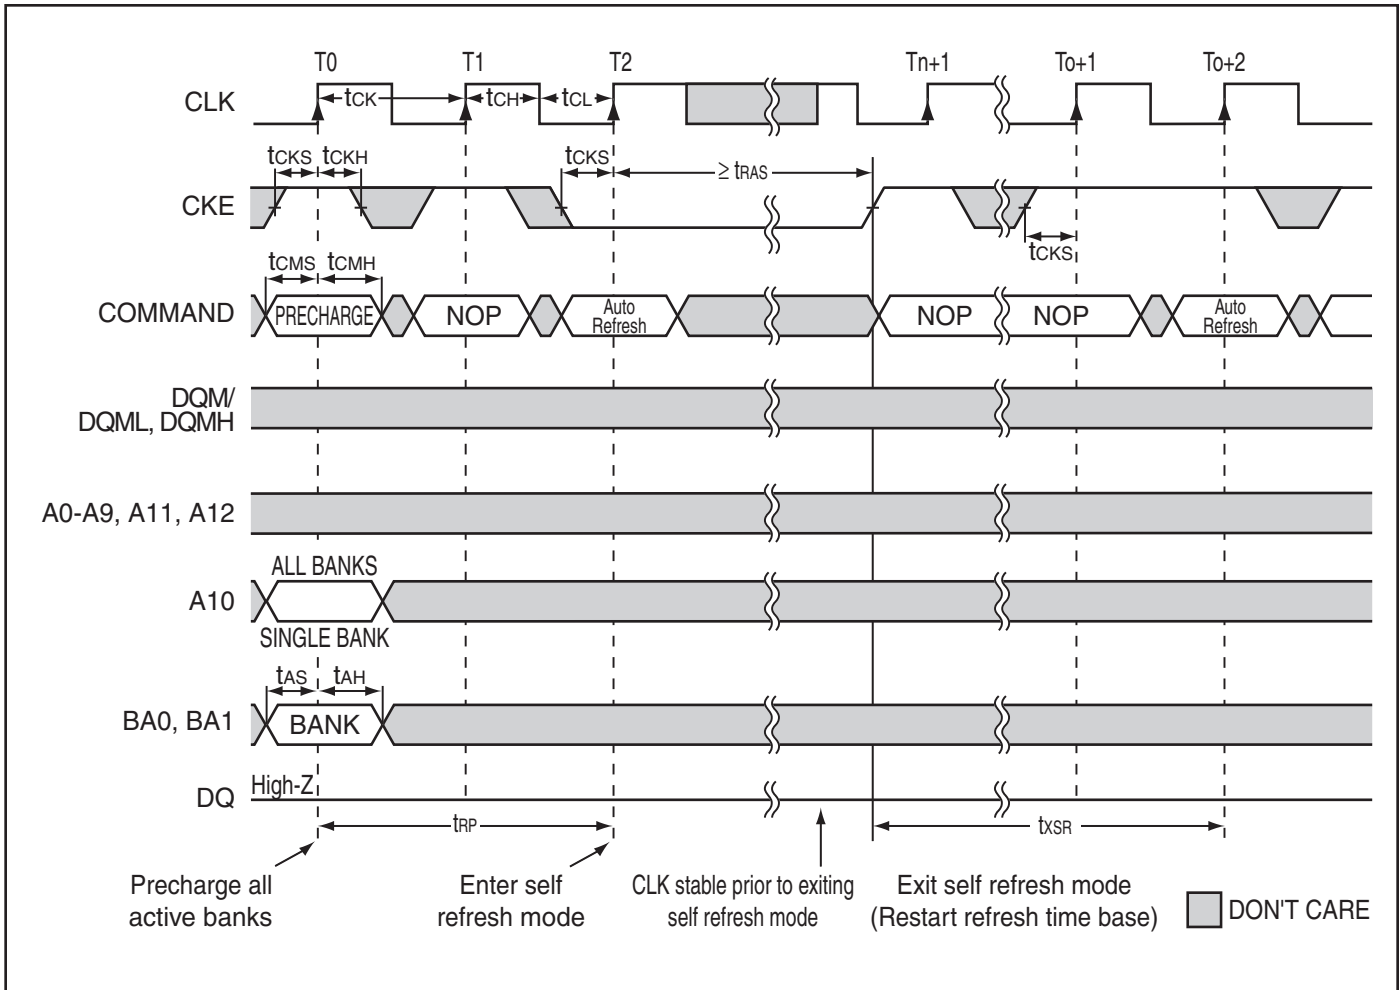 T0 T1 T2 Tn+1 To+1 To+2
CLK tCK tCH tCL
tCKS tCKH tCKS ≥ tRAS
CKE
tCKS
tCMS tCMH
COMMAND PRECHARGE NOP Auto Refresh NOP NOP Auto Refresh
DQM/
DQML, DQMH
A0-A9, A11, A12
ALL BANKS
A10
SINGLE BANK
tAS tAH
BA0, BA1 BANK
DQ High-Z
tRP tXSR
Precharge all
active banks
Enter self
refresh mode
CLK stable prior to exiting
self refresh mode
Exit self refresh mode
(Restart refresh time base)
DON'T CARE